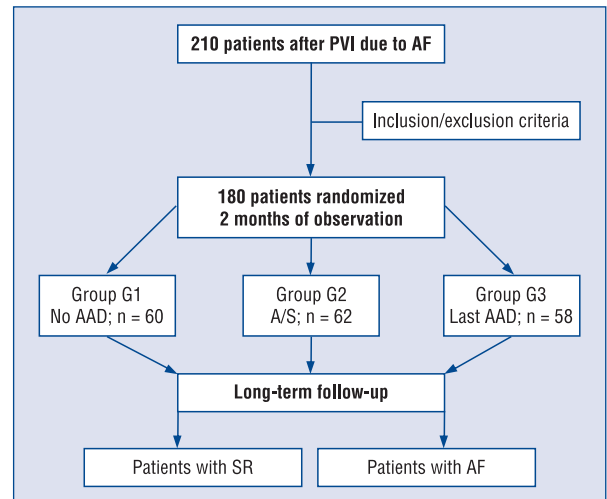 210 patients after PVI due to AF
Inclusion/exclusion criteria
180 patients randomized
2 months of observation
Group G1
No AAD; n = 60
Group G2
A/S; n = 62
Group G3
Last AAD; n = 58
Long-term follow-up
Patients with SR
Patients with AF